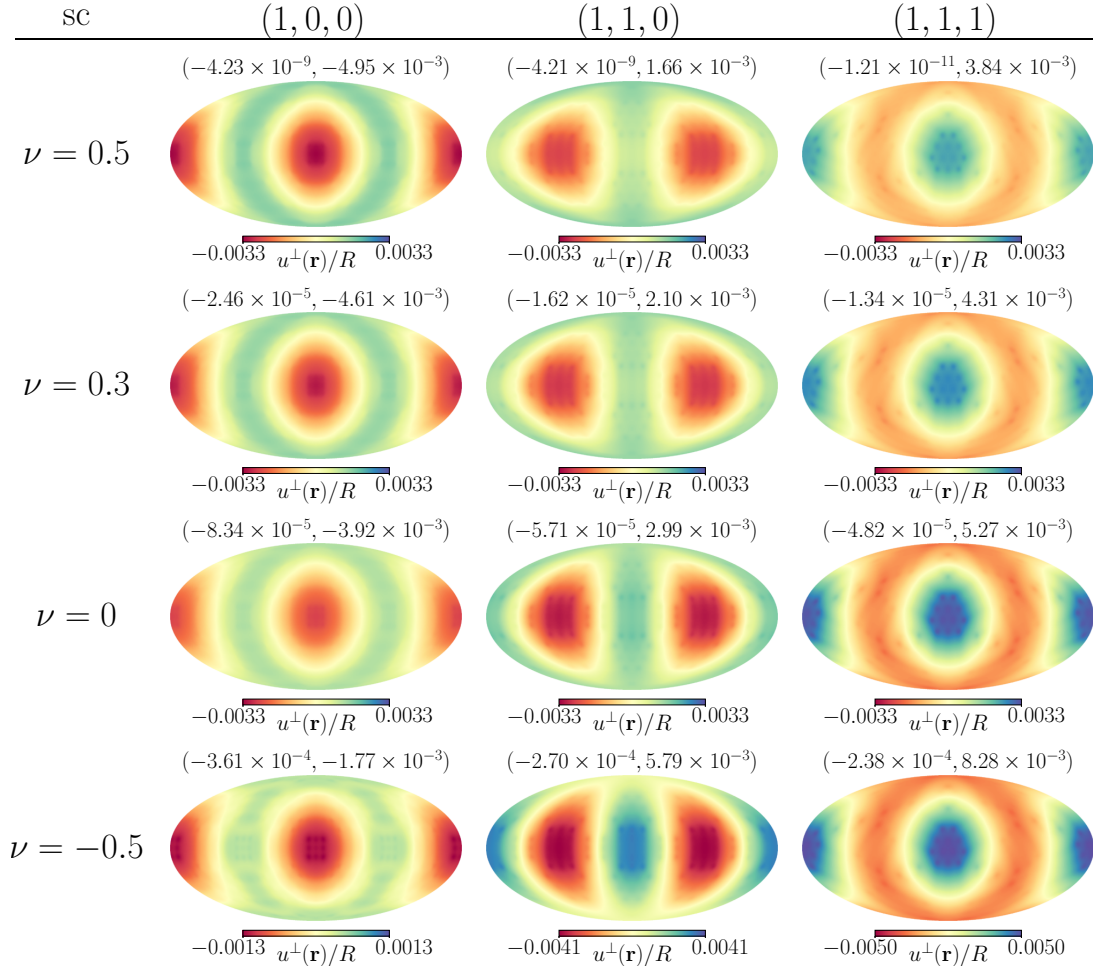 sc (1, 0, 0) (1, 1, 0) (1, 1, 1)
(−4.23 × 10⁻⁹, −4.95 × 10⁻³) (−4.21 × 10⁻⁹, 1.66 × 10⁻³) (−1.21 × 10⁻¹¹, 3.84 × 10⁻³)
ν = 0.5
−0.0033 u⊥(r)/R 0.0033 −0.0033 u⊥(r)/R 0.0033 −0.0033 u⊥(r)/R 0.0033
(−2.46 × 10⁻⁵, −4.61 × 10⁻³) (−1.62 × 10⁻⁵, 2.10 × 10⁻³) (−1.34 × 10⁻⁵, 4.31 × 10⁻³)
ν = 0.3
−0.0033 u⊥(r)/R 0.0033 −0.0033 u⊥(r)/R 0.0033 −0.0033 u⊥(r)/R 0.0033
(−8.34 × 10⁻⁵, −3.92 × 10⁻³) (−5.71 × 10⁻⁵, 2.99 × 10⁻³) (−4.82 × 10⁻⁵, 5.27 × 10⁻³)
ν = 0
−0.0033 u⊥(r)/R 0.0033 −0.0033 u⊥(r)/R 0.0033 −0.0033 u⊥(r)/R 0.0033
(−3.61 × 10⁻⁴, −1.77 × 10⁻³) (−2.70 × 10⁻⁴, 5.79 × 10⁻³) (−2.38 × 10⁻⁴, 8.28 × 10⁻³)
ν = −0.5
−0.0013 u⊥(r)/R 0.0013 −0.0041 u⊥(r)/R 0.0041 −0.0050 u⊥(r)/R 0.0050